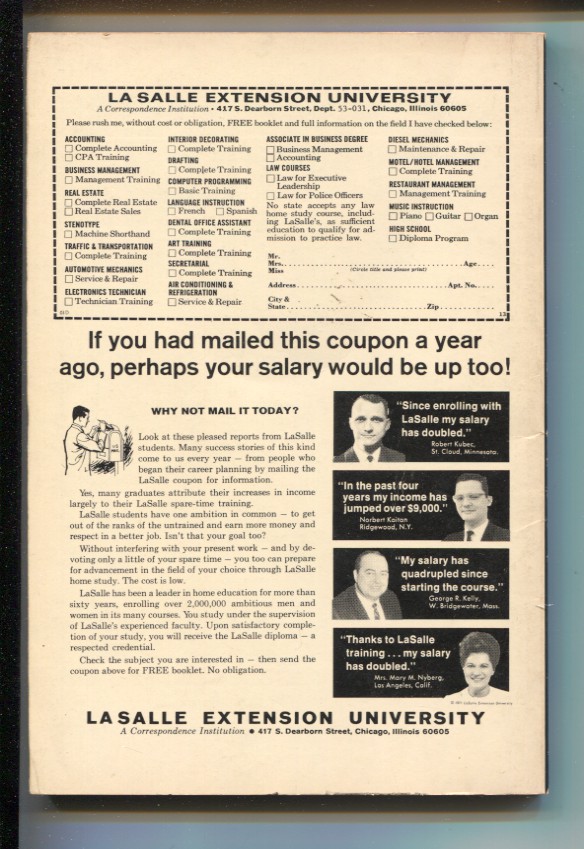 LA SALLE EXTENSION UNIVERSITY
A Correspondence Institution • 417 S. Dearborn Street, Dept. 53-031, Chicago, Illinois 60605
Please rush me, without cost or obligation, FREE booklet and full information on the field I have checked below:
ACCOUNTING
Complete Accounting
CPA Training
BUSINESS MANAGEMENT
Management Training
REAL ESTATE
Complete Real Estate
Real Estate Sales
STENOTYPE
Machine Shorthand
TRAFFIC & TRANSPORTATION
Complete Training
AUTOMOTIVE MECHANICS
Service & Repair
ELECTRONICS TECHNICIAN
Technician Training
INTERIOR DECORATING
Complete Training
DRAFTING
Complete Training
COMPUTER PROGRAMMING
Basic Training
LANGUAGE INSTRUCTION
French Spanish
DENTAL OFFICE ASSISTANT
Complete Training
ART TRAINING
Complete Training
SECRETARIAL
Complete Training
AIR CONDITIONING &
REFRIGERATION
Service & Repair
ASSOCIATE IN BUSINESS DEGREE
Business Management
Accounting
LAW COURSES
Law for Executive
Leadership
Law for Police Officers
No state accepts any law
home study course, includ-
ing LaSalle's, as sufficient
education to qualify for ad-
mission to practice law.
DIESEL MECHANICS
Maintenance & Repair
MOTEL/HOTEL MANAGEMENT
Complete Training
RESTAURANT MANAGEMENT
Management Training
MUSIC INSTRUCTION
Piano Guitar Organ
HIGH SCHOOL
Diploma Program
Mr.
Mrs. Age
Miss (Circle title and please print)
Address Apt. No.
City &
State Zip
13
If you had mailed this coupon a year
ago, perhaps your salary would be up too!
WHY NOT MAIL IT TODAY?
Look at these pleased reports from LaSalle
students. Many success stories of this kind
come to us every year — from people who
began their career planning by mailing the
LaSalle coupon for information.
Yes, many graduates attribute their increases in income
largely to their LaSalle spare-time training.
LaSalle students have one ambition in common — to get
out of the ranks of the untrained and earn more money and
respect in a better job. Isn't that your goal too?
Without interfering with your present work — and by de-
voting only a little of your spare time — you too can prepare
for advancement in the field of your choice through LaSalle
home study. The cost is low.
LaSalle has been a leader in home education for more than
sixty years, enrolling over 2,000,000 ambitious men and
women in its many courses. You study under the supervision
of LaSalle's experienced faculty. Upon satisfactory comple-
tion of your study, you will receive the LaSalle diploma — a
respected credential.
Check the subject you are interested in — then send the
coupon above for FREE booklet. No obligation.
"Since enrolling with
LaSalle my salary
has doubled."
Robert Kubec,
St. Cloud, Minnesota.
"In the past four
years my income has
jumped over $9,000."
Norbert Kaitan
Ridgewood, N.Y.
"My salary has
quadrupled since
starting the course."
George R. Kelly,
W. Bridgewater, Mass.
"Thanks to LaSalle
training . . . my salary
has doubled."
Mrs. Mary M. Nyberg,
Los Angeles, Calif.
LaSalle Extension University
LA SALLE EXTENSION UNIVERSITY
A Correspondence Institution • 417 S. Dearborn Street, Chicago, Illinois 60605